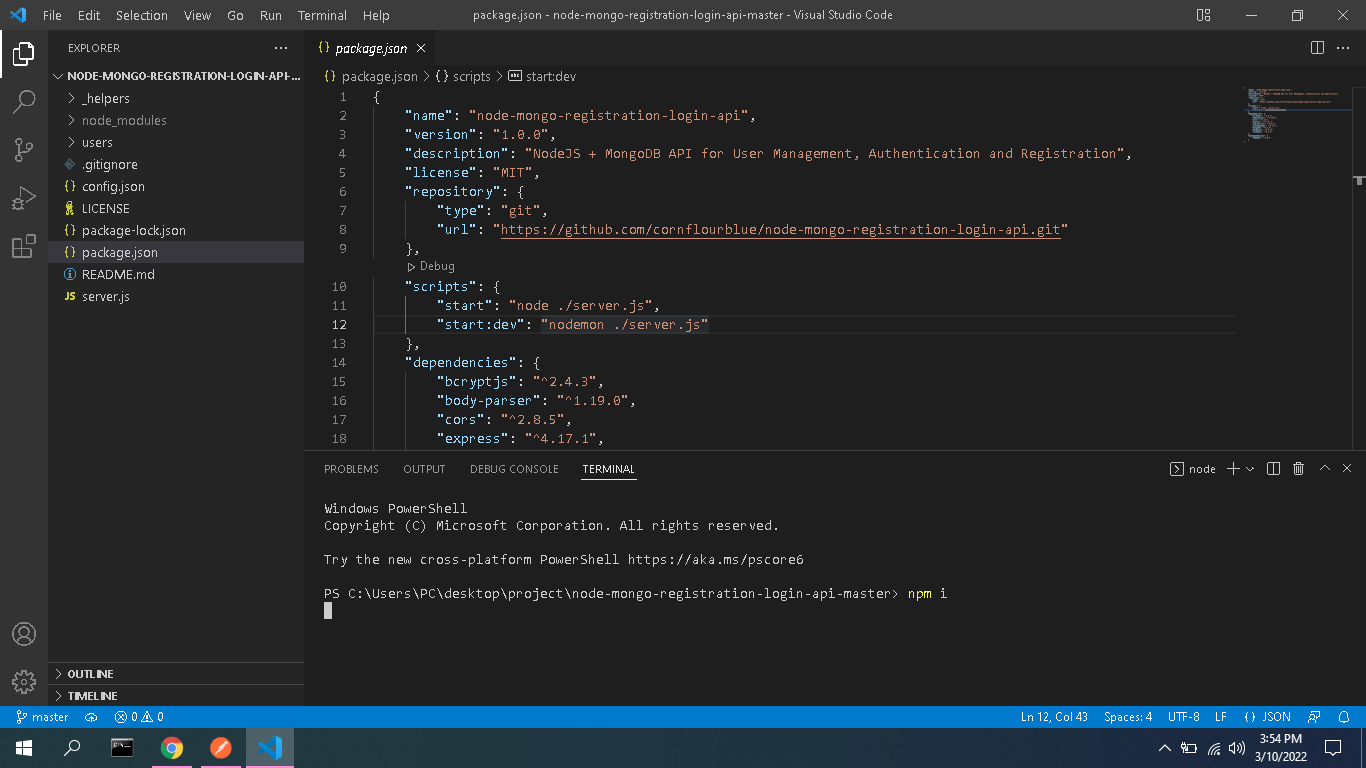 File Edit Selection View Go Run Terminal Help
package.json - node-mongo-registration-login-api-master - Visual Studio Code
EXPLORER
NODE-MONGO-REGISTRATION-LOGIN-API-...
_helpers
node_modules
users
.gitignore
config.json
LICENSE
package-lock.json
package.json
README.md
JS server.js
OUTLINE
TIMELINE
{} package.json
{} package.json > {} scripts > abc start:dev
1 {
2 "name": "node-mongo-registration-login-api",
3 "version": "1.0.0",
4 "description": "NodeJS + MongoDB API for User Management, Authentication and Registration",
5 "license": "MIT",
6 "repository": {
7 "type": "git",
8 "url": "https://github.com/cornflourblue/node-mongo-registration-login-api.git"
9 },
Debug
10 "scripts": {
11 "start": "node ./server.js",
12 "start:dev": "nodemon ./server.js"
13 },
14 "dependencies": {
15 "bcryptjs": "^2.4.3",
16 "body-parser": "^1.19.0",
17 "cors": "^2.8.5",
18 "express": "^4.17.1",
PROBLEMS OUTPUT DEBUG CONSOLE TERMINAL
node
Windows PowerShell
Copyright (C) Microsoft Corporation. All rights reserved.
Try the new cross-platform PowerShell https://aka.ms/pscore6
PS C:\Users\PC\desktop\project\node-mongo-registration-login-api-master> npm i
master 0 0
Ln 12, Col 43 Spaces: 4 UTF-8 LF {} JSON
3:54 PM
3/10/2022